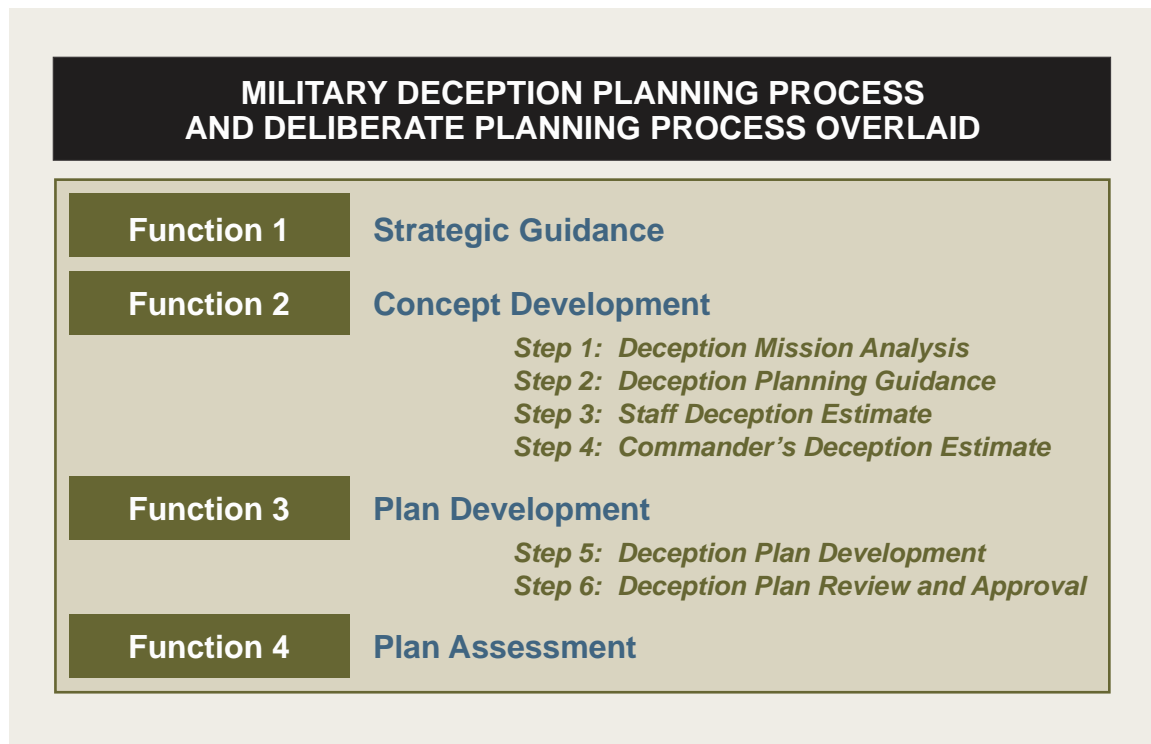 MILITARY DECEPTION PLANNING PROCESS
AND DELIBERATE PLANNING PROCESS OVERLAID
Function 1 Strategic Guidance
Function 2 Concept Development
Step 1: Deception Mission Analysis
Step 2: Deception Planning Guidance
Step 3: Staff Deception Estimate
Step 4: Commander’s Deception Estimate
Function 3 Plan Development
Step 5: Deception Plan Development
Step 6: Deception Plan Review and Approval
Function 4 Plan Assessment